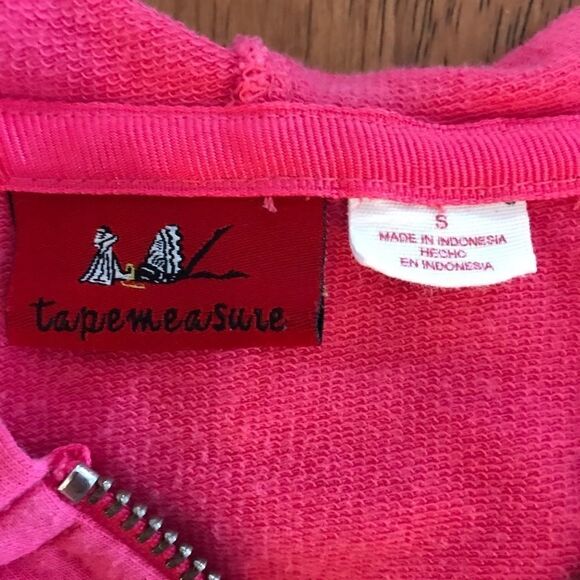 tapemeasure
S
MADE IN INDONESIA
HECHO
EN INDONESIA